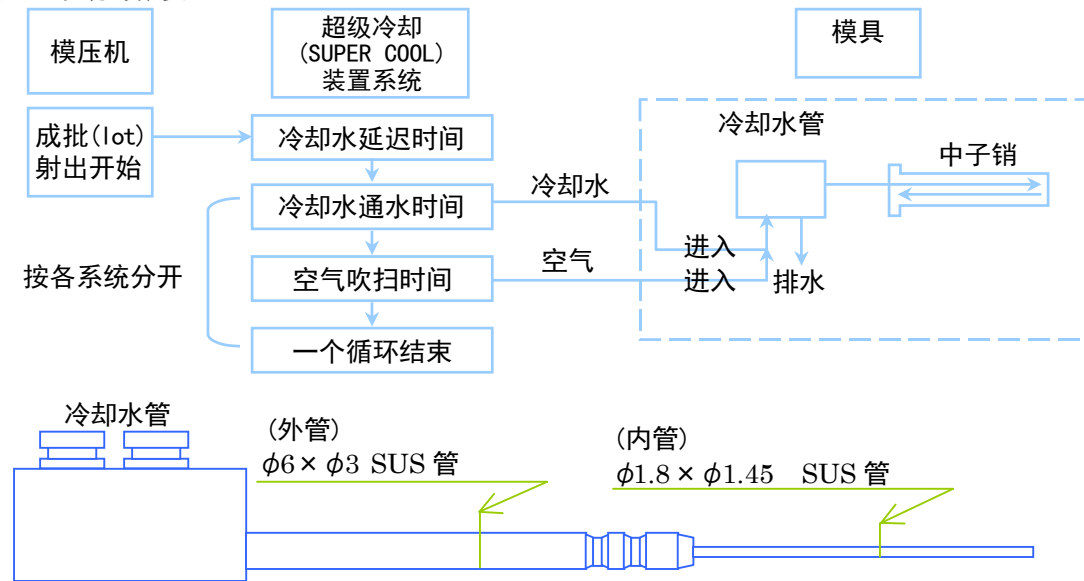 模压机
超级冷却
(SUPER COOL)
装置系统
模具
成批(lot)
射出开始
冷却水延迟时间
冷却水管
中子销
冷却水通水时间
冷却水
进入
按各系统分开
空气吹扫时间
空气
进入
排水
一个循环结束
冷却水管
(外管)
φ6× φ3 SUS 管
(内管)
φ1.8 × φ1.45 SUS 管